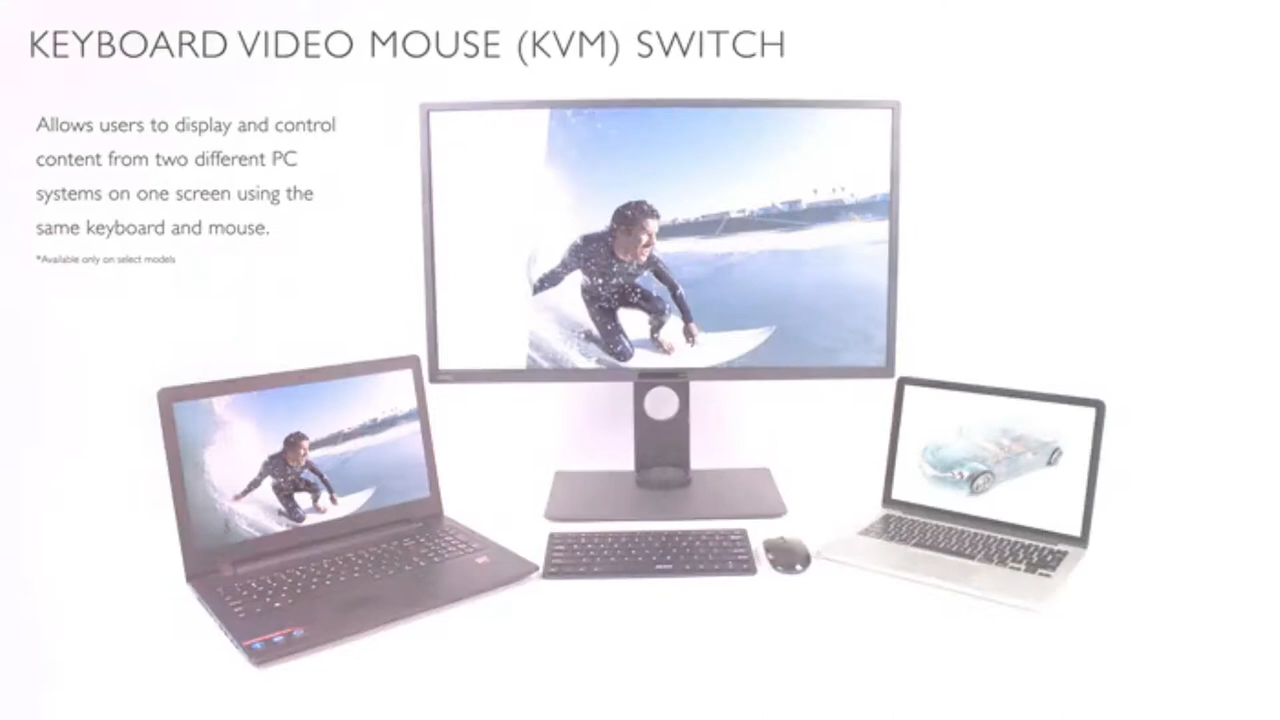 KEYBOARD VIDEO MOUSE (KVM) SWITCH
Allows users to display and control
content from two different PC
systems on one screen using the
same keyboard and mouse.
*Available only on select models